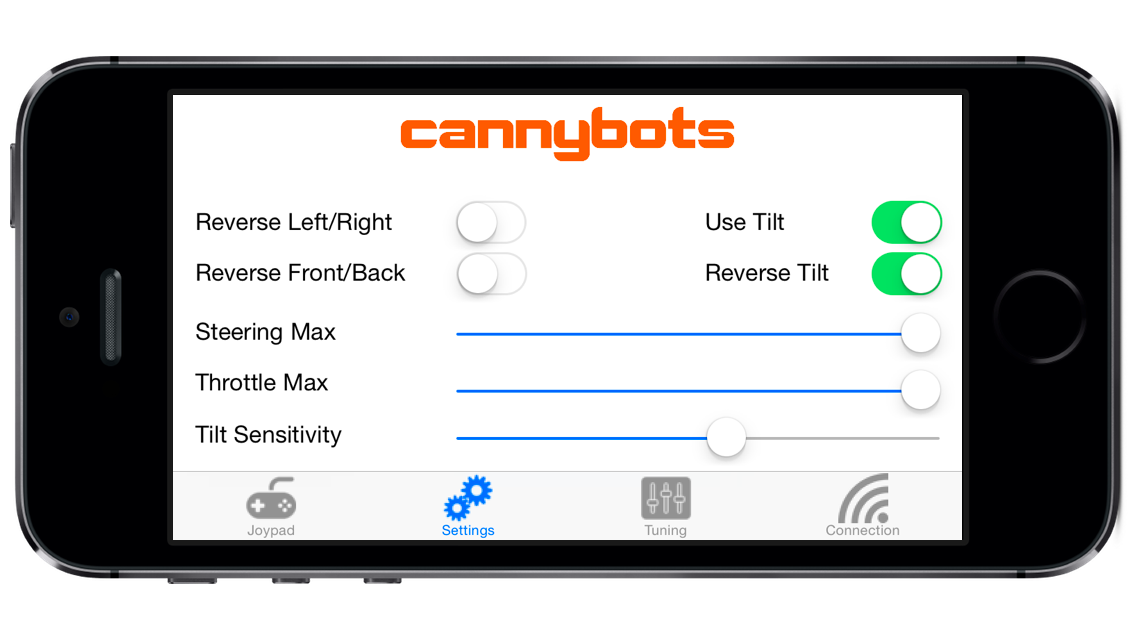 cannybots
Reverse Left/Right
Use Tilt
Reverse Front/Back
Reverse Tilt
Steering Max
Throttle Max
Tilt Sensitivity
Joypad
Settings
Tuning
Connection